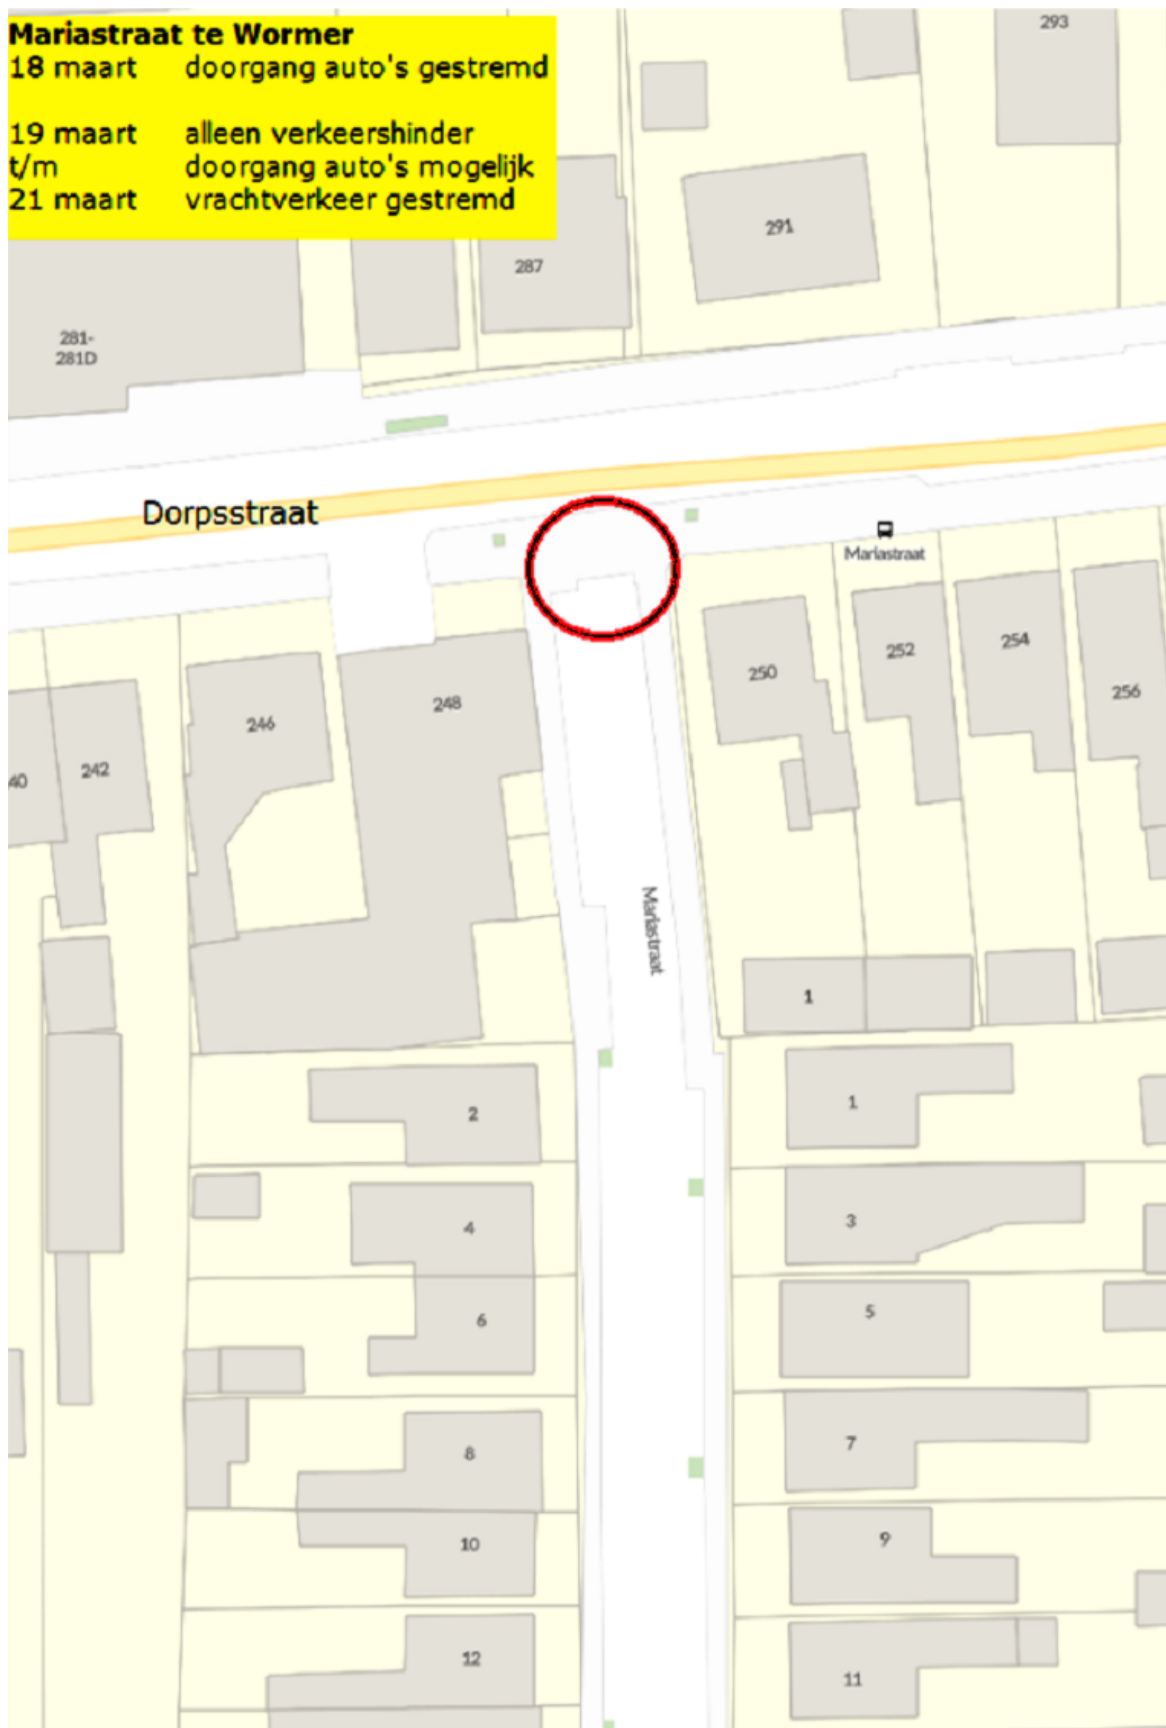 Mariastraat te Wormer
18 maart doorgang auto's gestremd
19 maart alleen verkeershinder
t/m doorgang auto's mogelijk
21 maart vrachtverkeer gestremd
293
291
287
281-
281D
Dorpsstraat
Mariastraat
250
252
254
256
248
246
242
40
Mariastraat
1
2
1
4
3
6
5
8
7
10
9
12
11